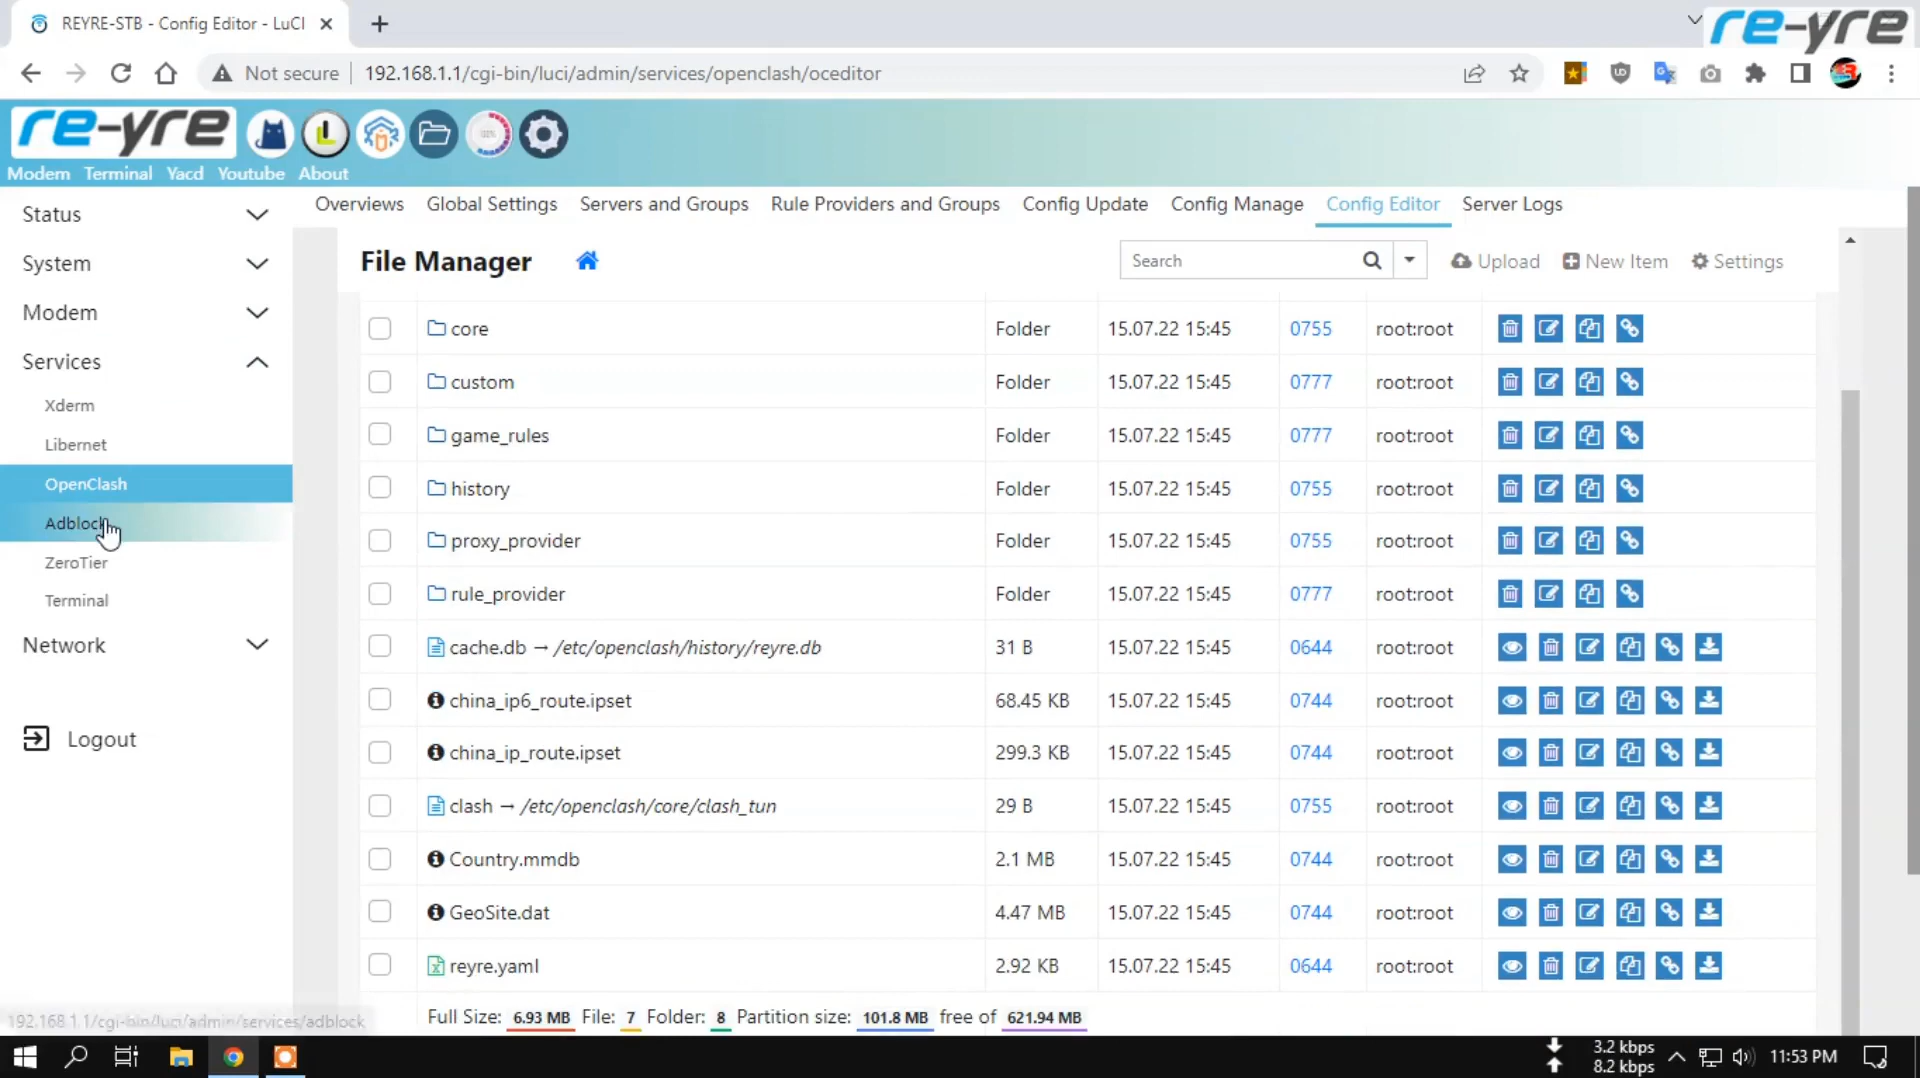 REYRE-STB - Config Editor - LuCI
re-yre
Not secure
192.168.1.1/cgi-bin/luci/admin/services/openclash/oceditor
re-yre
Modem Terminal Yacd Youtube About
Status
System
Modem
Services
Xderm
Libernet
OpenClash
Adblock
ZeroTier
Terminal
Network
Logout
Overviews Global Settings Servers and Groups Rule Providers and Groups Config Update Config Manage Config Editor Server Logs
File Manager Search Upload New Item Settings
core Folder 15.07.22 15:45 0755 root:root
custom Folder 15.07.22 15:45 0777 root:root
game_rules Folder 15.07.22 15:45 0777 root:root
history Folder 15.07.22 15:45 0755 root:root
proxy_provider Folder 15.07.22 15:45 0755 root:root
rule_provider Folder 15.07.22 15:45 0777 root:root
cache.db → /etc/openclash/history/reyre.db 31 B 15.07.22 15:45 0644 root:root
china_ip6_route.ipset 68.45 KB 15.07.22 15:45 0744 root:root
china_ip_route.ipset 299.3 KB 15.07.22 15:45 0744 root:root
clash → /etc/openclash/core/clash_tun 29 B 15.07.22 15:45 0755 root:root
Country.mmdb 2.1 MB 15.07.22 15:45 0744 root:root
GeoSite.dat 4.47 MB 15.07.22 15:45 0744 root:root
reyre.yaml 2.92 KB 15.07.22 15:45 0644 root:root
Full Size: 6.93 MB File: 7 Folder: 8 Partition size: 101.8 MB free of 621.94 MB
192.168.1.1/cgi-bin/luci/admin/services/adblock
3.2 kbps
8.2 kbps
11:53 PM